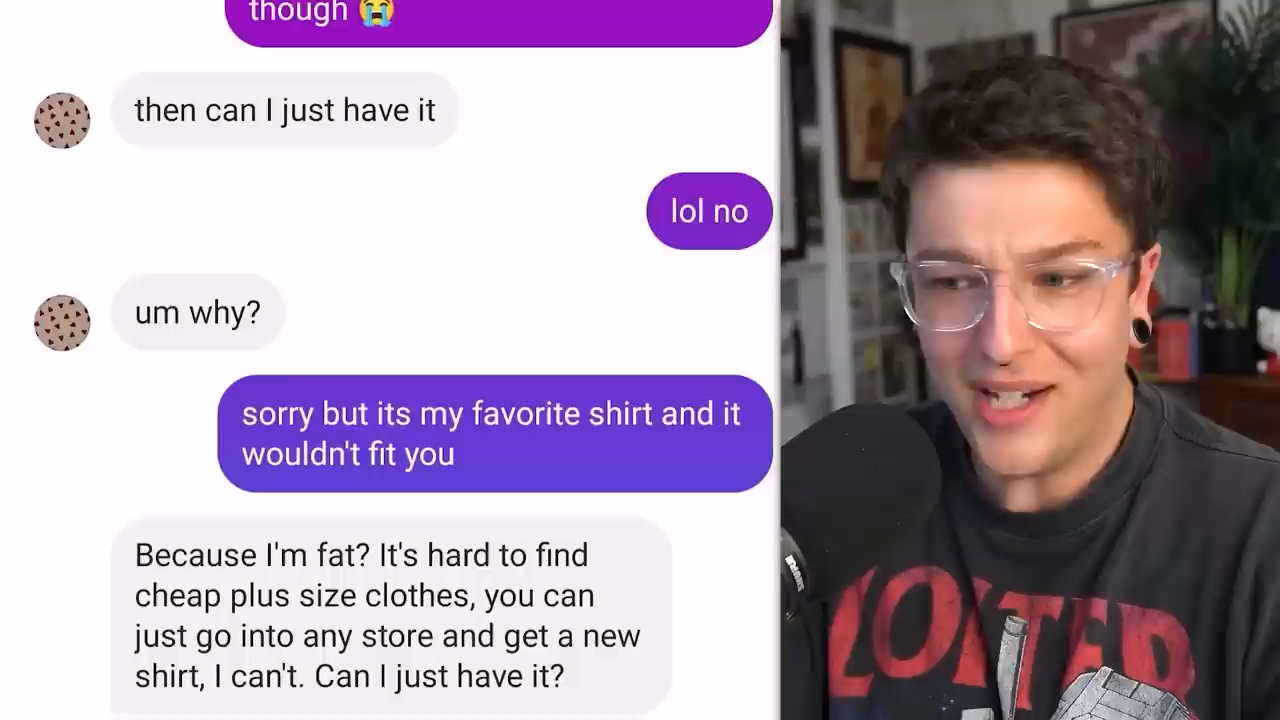 though 😭
then can I just have it
lol no
um why?
sorry but its my favorite shirt and it
wouldn't fit you
Because I'm fat? It's hard to find
cheap plus size clothes, you can
just go into any store and get a new
shirt, I can't. Can I just have it?
SHURE
LOITER